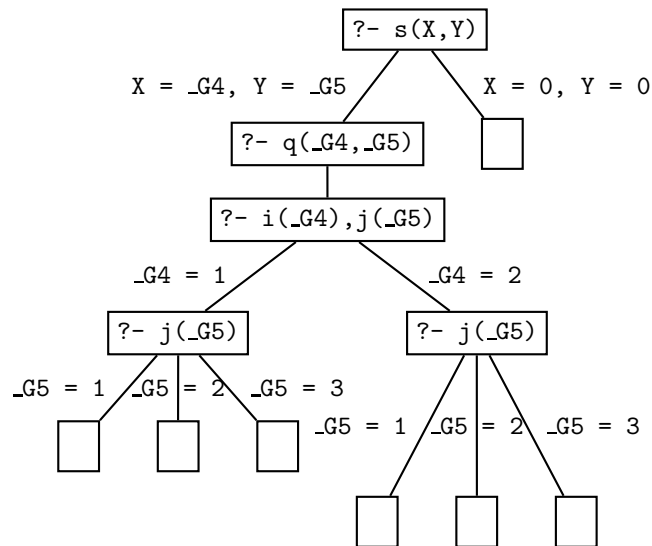 ?- s(X,Y)
X = _G4, Y = _G5 X = 0, Y = 0
?- q(_G4,_G5)
?- i(_G4),j(_G5)
_G4 = 1 _G4 = 2
?- j(_G5) ?- j(_G5)
_G5 = 1 _G5 = 2 _G5 = 3
_G5 = 1 _G5 = 2 _G5 = 3